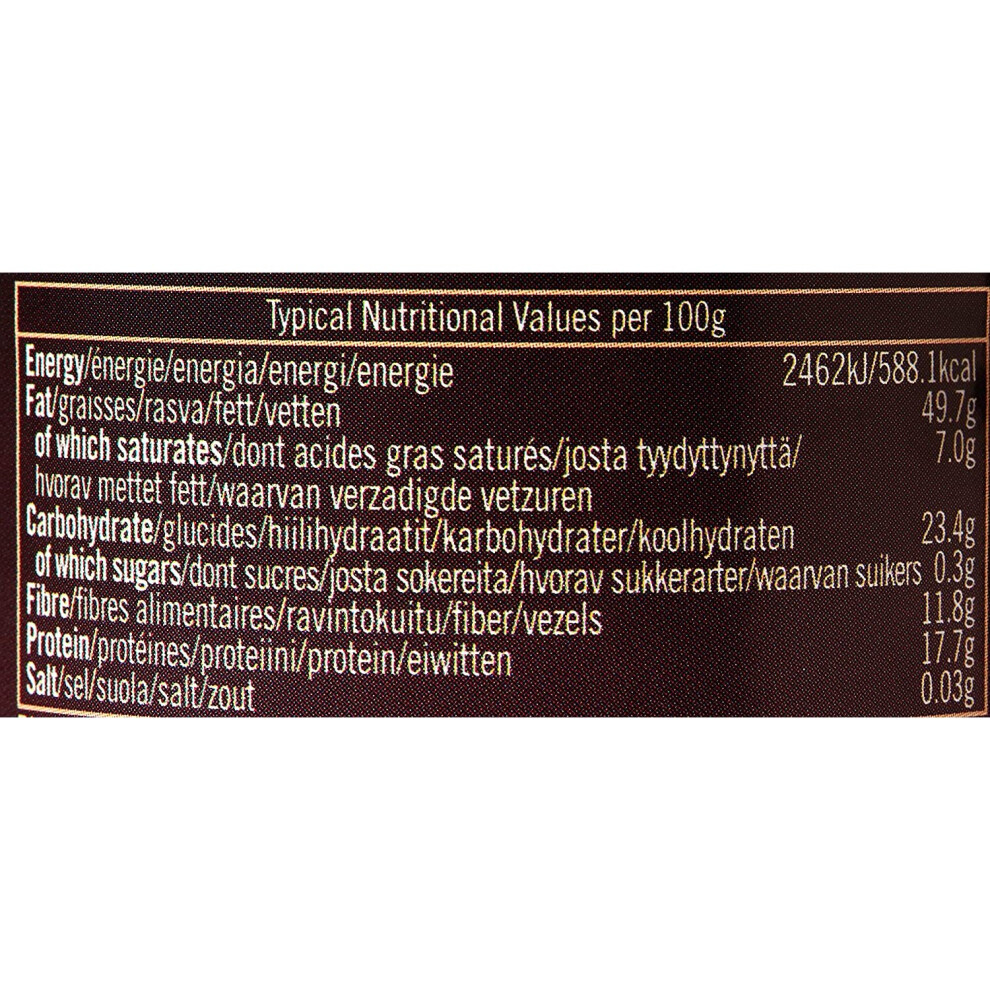 Typical Nutritional Values per 100g
Energy/énergie/energia/energi/energie 2462kJ/588.1kcal
Fat/graisses/rasva/fett/vetten 49.7g
of which saturates/dont acides gras saturés/josta tyydyttynyttä/ 7.0g
hvorav mettet fett/waarvan verzadigde vetzuren
Carbohydrate/glucides/hiilihydraatit/karbohydrater/koolhydraten 23.4g
of which sugars/dont sucres/josta sokereita/hvorav sukkerarter/waarvan suikers 0.3g
Fibre/fibres alimentaires/ravintokuitu/fiber/vezels 11.8g
Protein/protéines/proteiini/protein/eiwitten 17.7g
Salt/sel/suola/salt/zout 0.03g